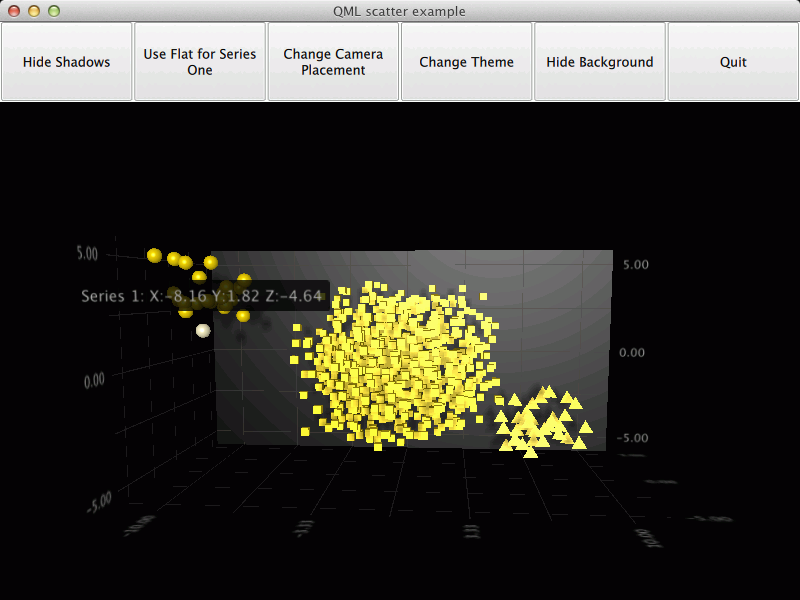 QML scatter example
Hide Shadows
Use Flat for Series
One
Change Camera
Placement
Change Theme
Hide Background
Quit
5.00
5.00
Series 1: X:-8.16 Y:1.82 Z:-4.64
0.00
0.00
-5.00
-5.00